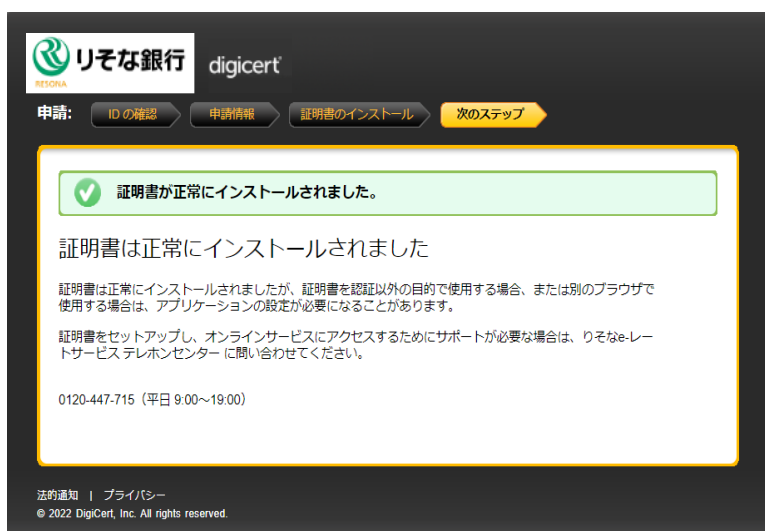 りそな銀行
RESONA
digicert
申請: ID の確認 申請情報 証明書のインストール 次のステップ
証明書が正常にインストールされました。
証明書は正常にインストールされました
証明書は正常にインストールされましたが、証明書を認証以外の目的で使用する場合、または別のブラウザで
使用する場合は、アプリケーションの設定が必要になることがあります。
証明書をセットアップし、オンラインサービスにアクセスするためにサポートが必要な場合は、りそなe-レー
トサービス テレホンセンター に問い合わせてください。
0120-447-715（平日 9:00～19:00）
法的通知 | プライバシー
© 2022 DigiCert, Inc. All rights reserved.